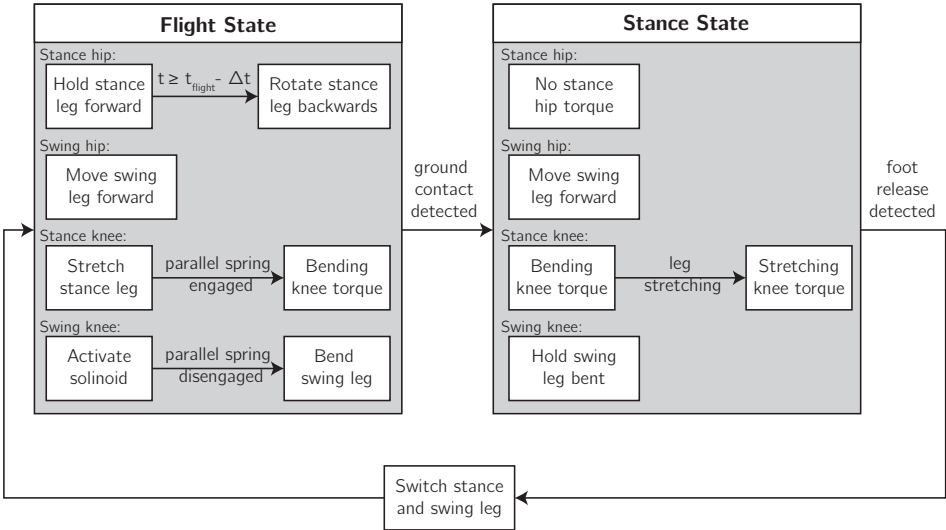 Flight State
Stance hip:
Hold stance
leg forward
t ≥ t_flight - Δt
Rotate stance
leg backwards
Swing hip:
Move swing
leg forward
Stance knee:
Stretch
stance leg
parallel spring
engaged
Bending
knee torque
Swing knee:
Activate
solinoid
parallel spring
disengaged
Bend
swing leg
ground
contact
detected
Stance State
Stance hip:
No stance
hip torque
Swing hip:
Move swing
leg forward
Stance knee:
Bending
knee torque
leg
stretching
Stretching
knee torque
Swing knee:
Hold swing
leg bent
foot
release
detected
Switch stance
and swing leg